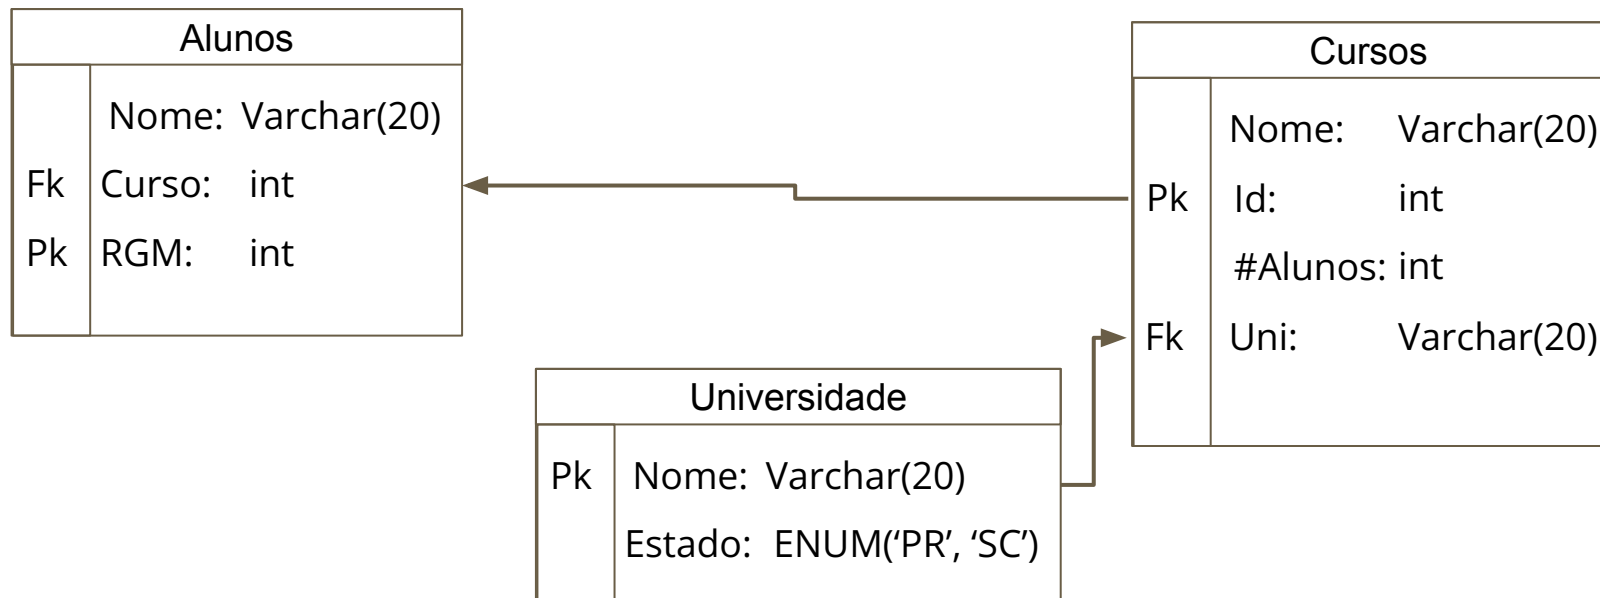 Alunos
Nome: Varchar(20)
Fk Curso: int
Pk RGM: int
Cursos
Nome: Varchar(20)
Pk Id: int
#Alunos: int
Fk Uni: Varchar(20)
Universidade
Pk Nome: Varchar(20)
Estado: ENUM(‘PR’, ‘SC’)